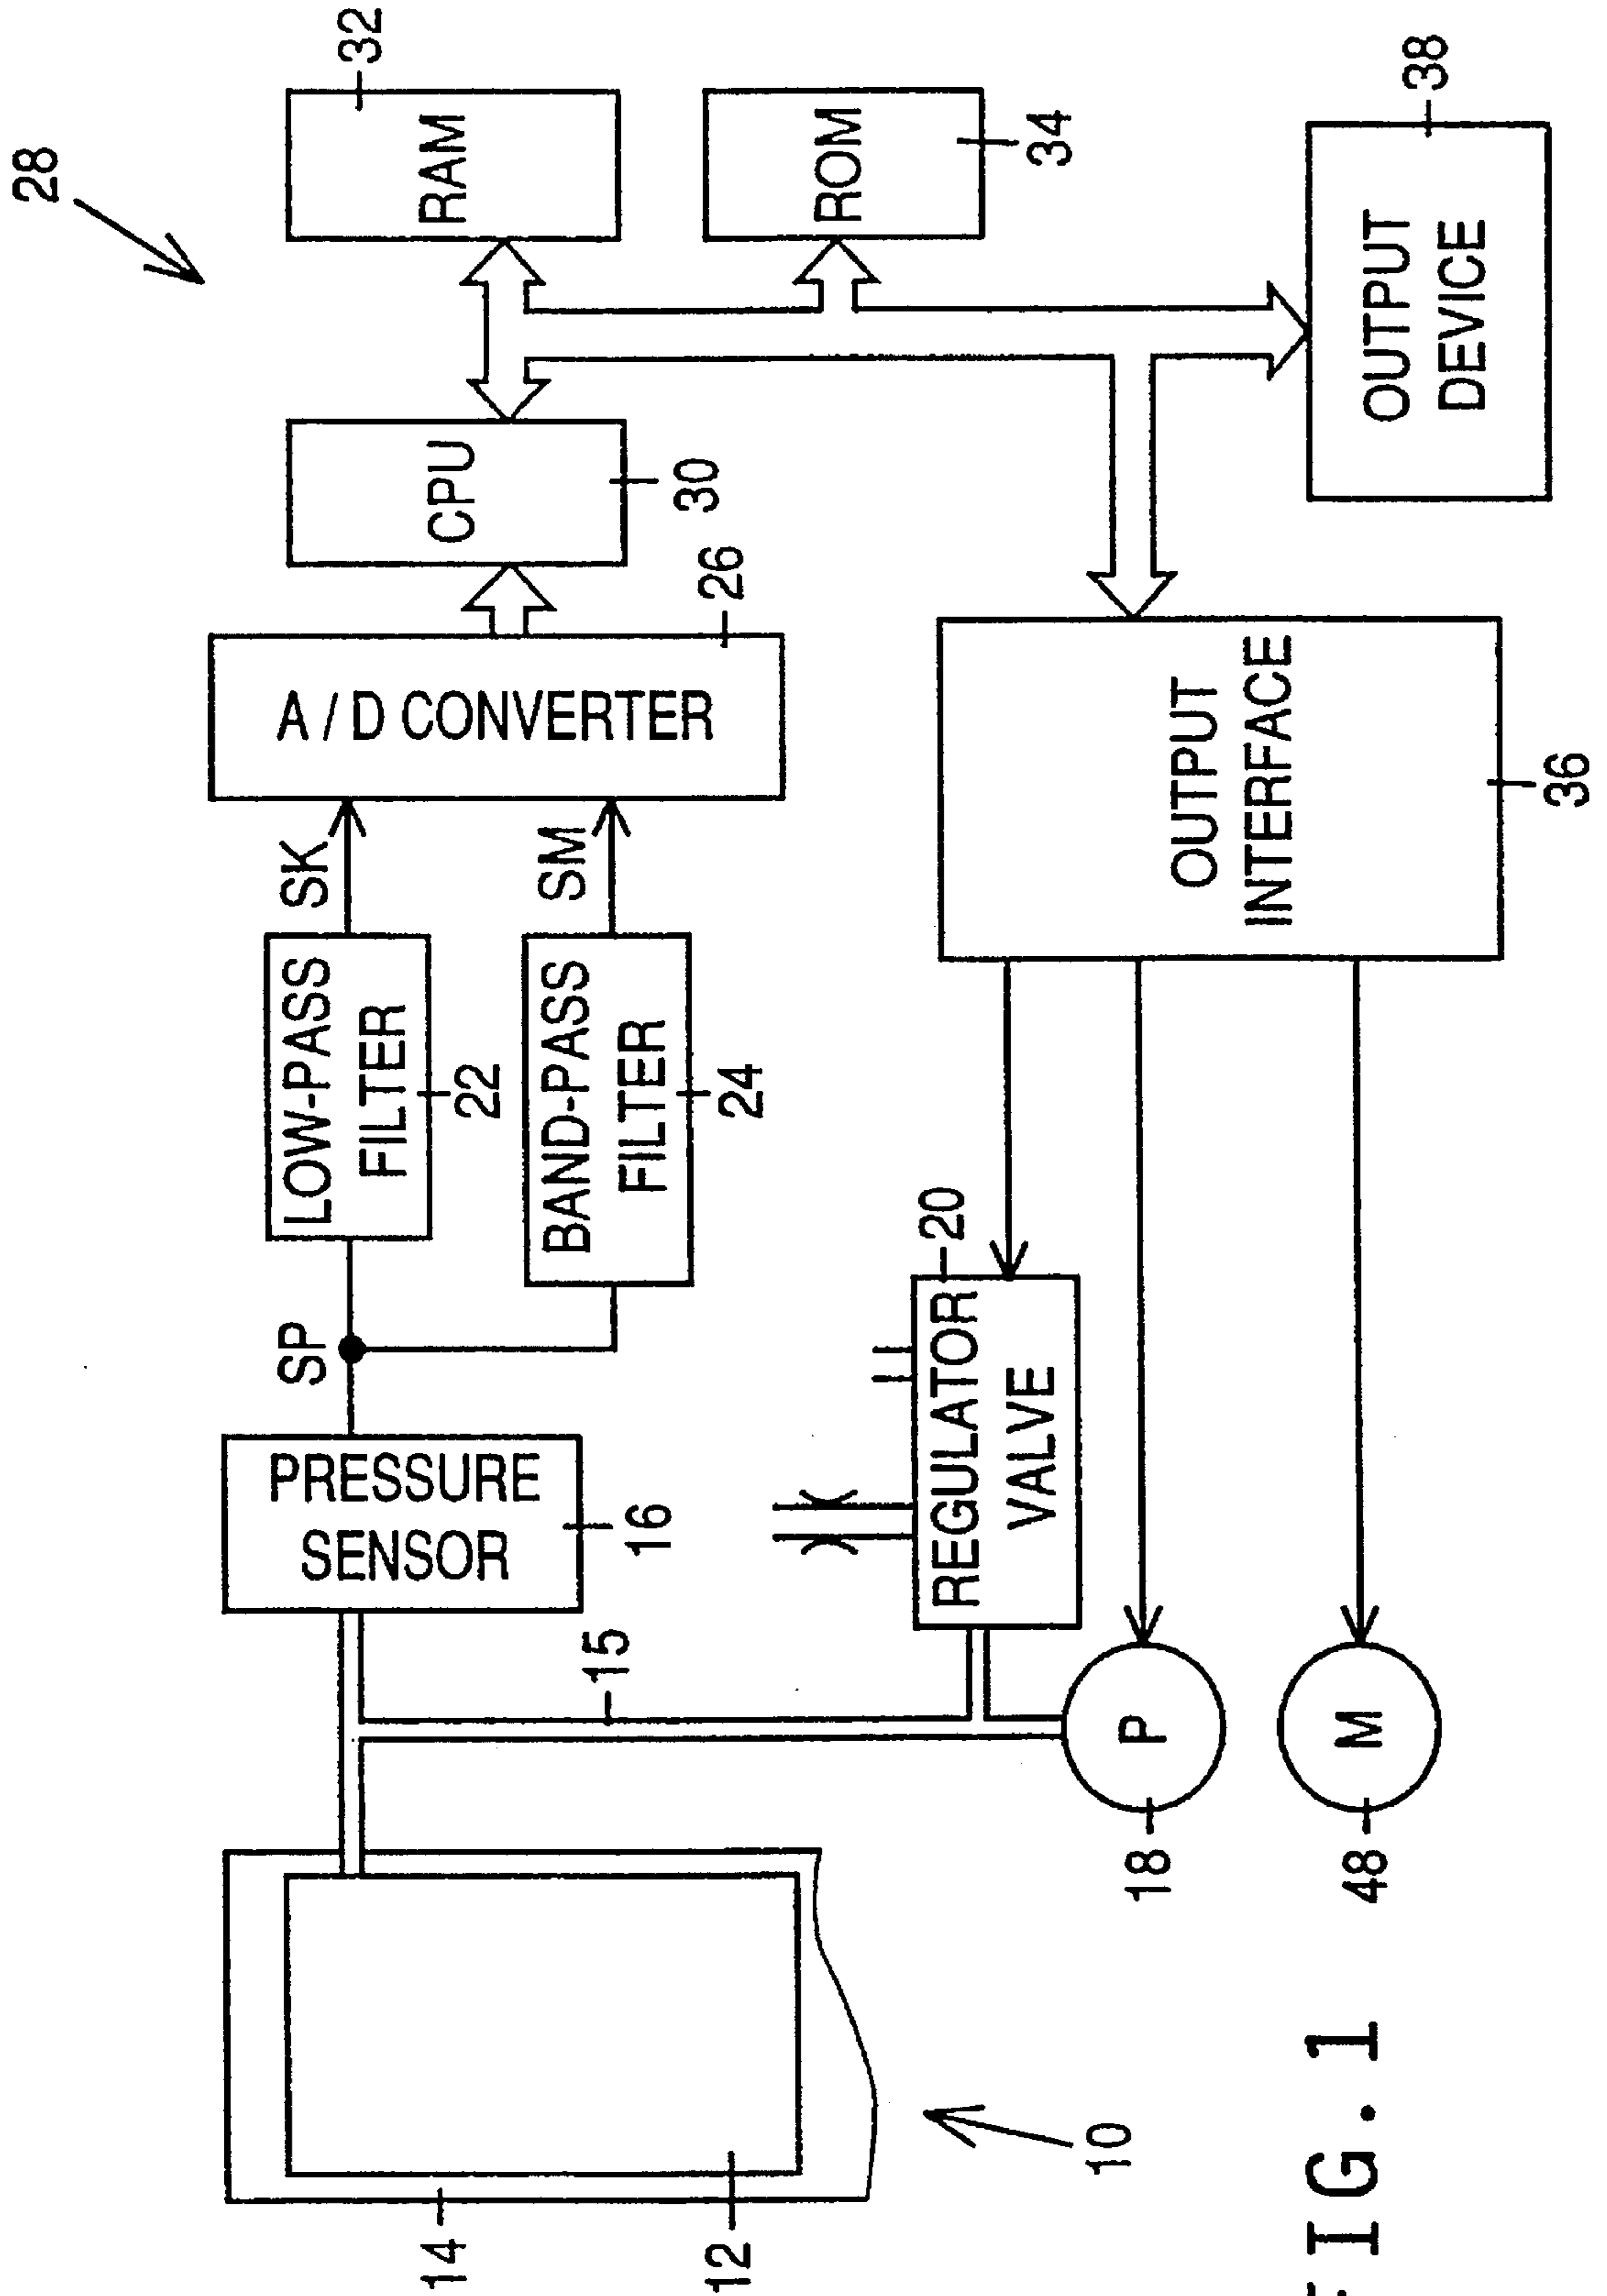 28
32
RAM
ROM
34
CPU
30
26
A / D CONVERTER
38
OUTPUT
DEVICE
SK
SM
LOW-PASS
FILTER
22
BAND-PASS
FILTER
24
OUTPUT
INTERFACE
36
SP
PRESSURE
SENSOR
16
20
REGULATOR
VALVE
15
P
18
M
48
14
12
10
FIG. 1